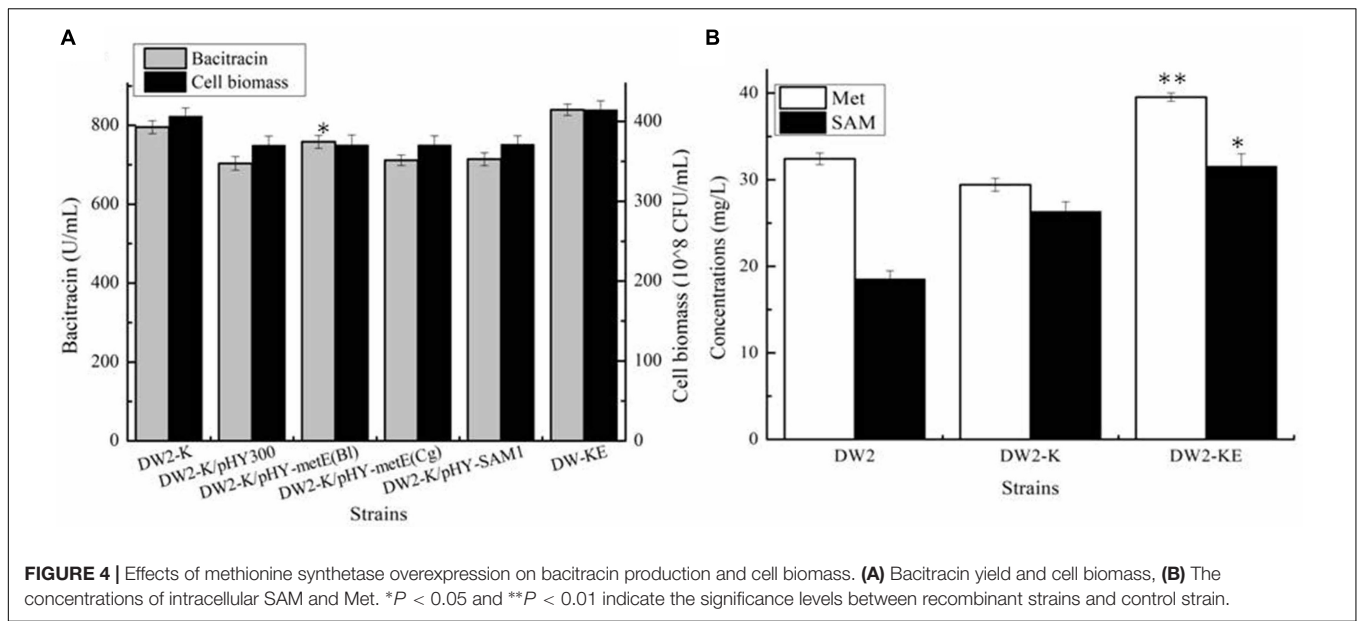 A
Bacitracin
Cell biomass
800
600
400
200
0
Bacitracin (U/mL)
*
400
300
200
100
0
Cell biomass (10^8 CFU/mL)
DW2-K
DW2-K/pHY300
DW2-K/pHY-metE(Bl)
DW2-K/pHY-metE(Cg)
DW2-K/pHY-SAM1
DW-KE
Strains
B
Met
SAM
40
30
20
10
0
Concentrations (mg/L)
**
*
DW2
DW2-K
DW2-KE
Strains
FIGURE 4 | Effects of methionine synthetase overexpression on bacitracin production and cell biomass. (A) Bacitracin yield and cell biomass, (B) The
concentrations of intracellular SAM and Met. *P < 0.05 and **P < 0.01 indicate the significance levels between recombinant strains and control strain.